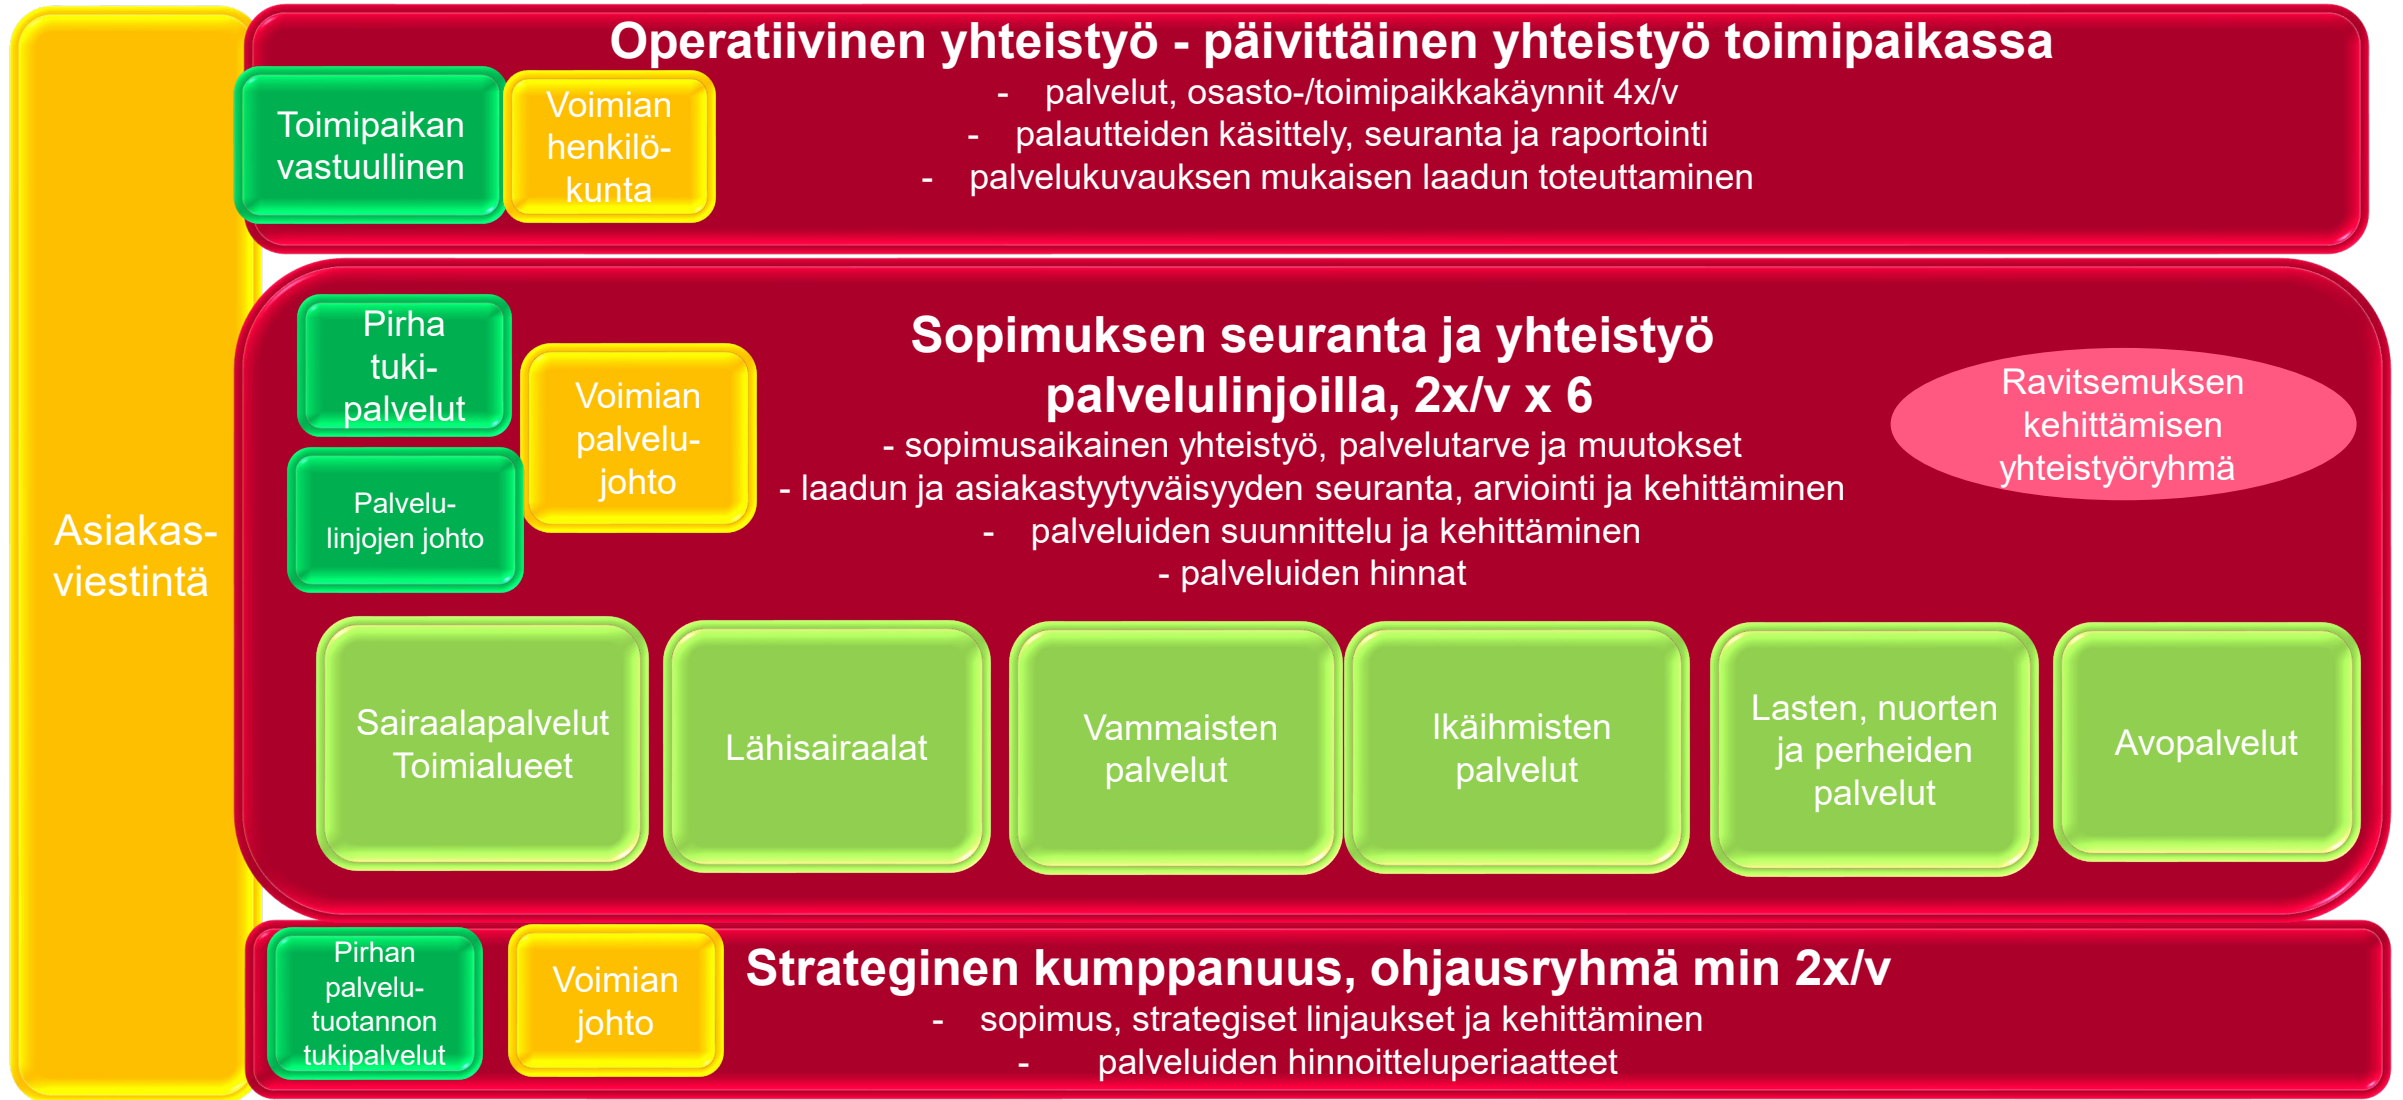 Asiakas-
viestintä
Operatiivinen yhteistyö - päivittäinen yhteistyö toimipaikassa
- palvelut, osasto-/toimipaikkakäynnit 4x/v
- palautteiden käsittely, seuranta ja raportointi
- palvelukuvauksen mukaisen laadun toteuttaminen
Toimipaikan
vastuullinen
Voimian
henkilö-
kunta
Pirha
tuki-
palvelut
Palvelu-
linjojen johto
Voimian
palvelu-
johto
Sopimuksen seuranta ja yhteistyö
palvelulinjoilla, 2x/v x 6
- sopimusaikainen yhteistyö, palvelutarve ja muutokset
- laadun ja asiakastyytyväisyyden seuranta, arviointi ja kehittäminen
- palveluiden suunnittelu ja kehittäminen
- palveluiden hinnat
Ravitsemuksen
kehittämisen
yhteistyöryhmä
Sairaalapalvelut
Toimialueet
Lähisairaalat
Vammaisten
palvelut
Ikäihmisten
palvelut
Lasten, nuorten
ja perheiden
palvelut
Avopalvelut
Pirhan
palvelu-
tuotannon
tukipalvelut
Voimian
johto
Strateginen kumppanuus, ohjausryhmä min 2x/v
- sopimus, strategiset linjaukset ja kehittäminen
- palveluiden hinnoitteluperiaatteet